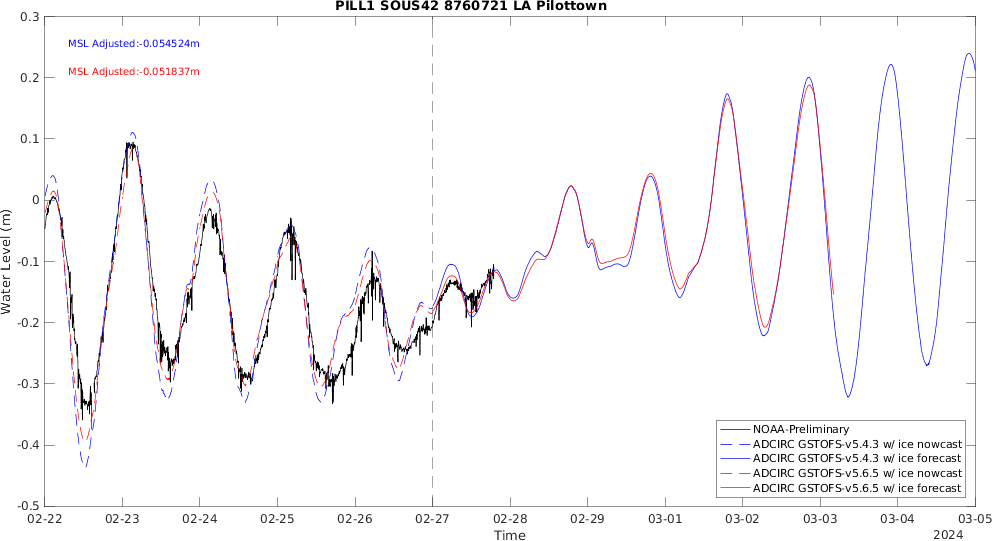 PILL1 SOUS42 8760721 LA Pilottown
MSL Adjusted:-0.054524m
MSL Adjusted:-0.051837m
Water Level (m)
0.3
0.2
0.1
0
-0.1
-0.2
-0.3
-0.4
-0.5
NOAA-Preliminary
ADCIRC GSTOFS-v5.4.3 w/ ice nowcast
ADCIRC GSTOFS-v5.4.3 w/ ice forecast
ADCIRC GSTOFS-v5.6.5 w/ ice nowcast
ADCIRC GSTOFS-v5.6.5 w/ ice forecast
02-22 02-23 02-24 02-25 02-26 02-27 02-28 02-29 03-01 03-02 03-03 03-04 03-05
Time
2024